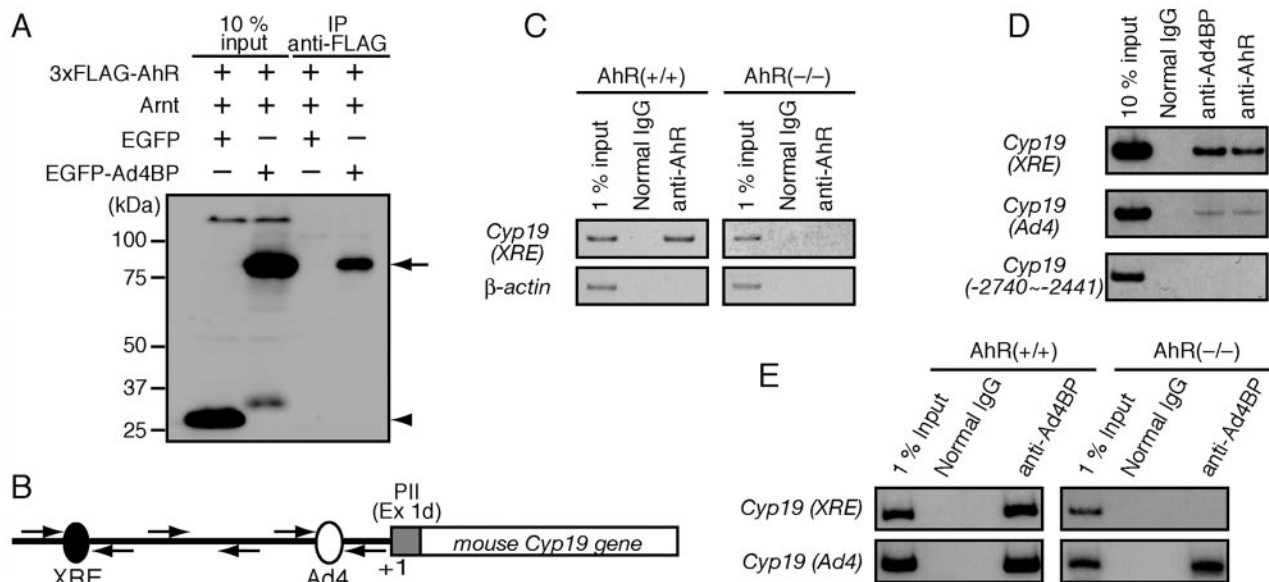 A
10 %
input
IP
anti-FLAG
3xFLAG-AhR + + + +
Arnt + + + +
EGFP + − + −
EGFP-Ad4BP − + − +
(kDa)
100
75
50
37
25
B
XRE
Ad4
PII
(Ex 1d)
+1
mouse Cyp19 gene
C
AhR(+/+)
AhR(−/−)
1 % input
Normal IgG
anti-AhR
1 % input
Normal IgG
anti-AhR
Cyp19
(XRE)
β-actin
D
10 % input
Normal IgG
anti-Ad4BP
anti-AhR
Cyp19
(XRE)
Cyp19
(Ad4)
Cyp19
(-2740~-2441)
E
AhR(+/+)
AhR(−/−)
1 % Input
Normal IgG
anti-Ad4BP
1 % Input
Normal IgG
anti-Ad4BP
Cyp19 (XRE)
Cyp19 (Ad4)